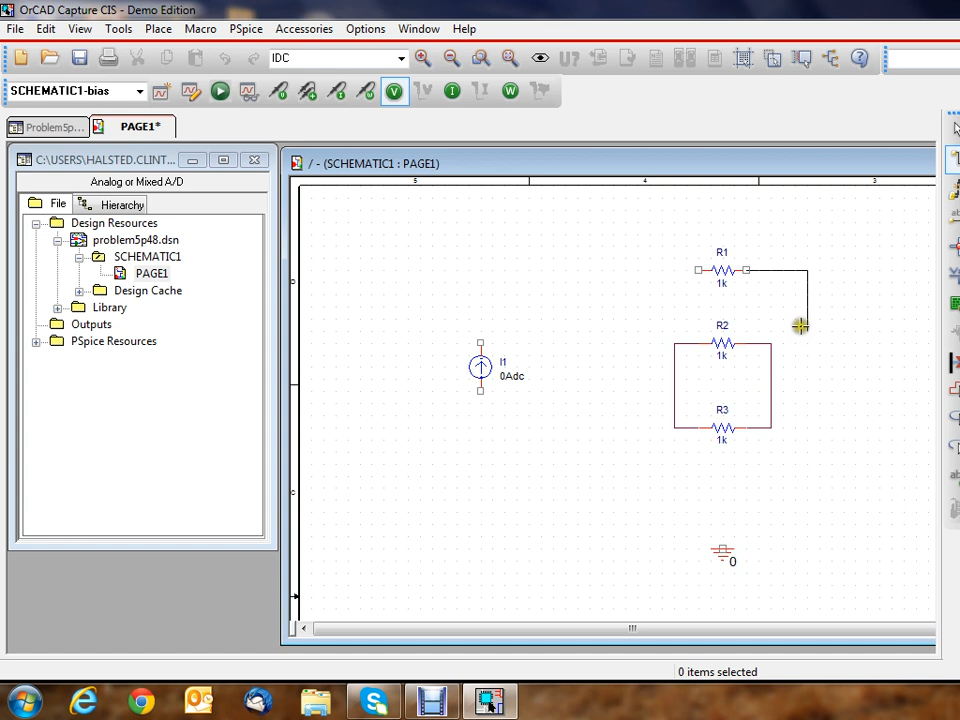 OrCAD Capture CIS - Demo Edition
File Edit View Tools Place Macro PSpice Accessories Options Window Help
IDC
U?
SCHEMATIC1-bias
V V I I W
Problem5p...
PAGE1*
C:\USERS\HALSTED.CLINT...
Analog or Mixed A/D
File
Hierarchy
Design Resources
problem5p48.dsn
SCHEMATIC1
PAGE1
Design Cache
Library
Outputs
PSpice Resources
/ - (SCHEMATIC1 : PAGE1)
5 4 3
D
C
R1
1k
R2
1k
I1
0Adc
R3
1k
0
0 items selected